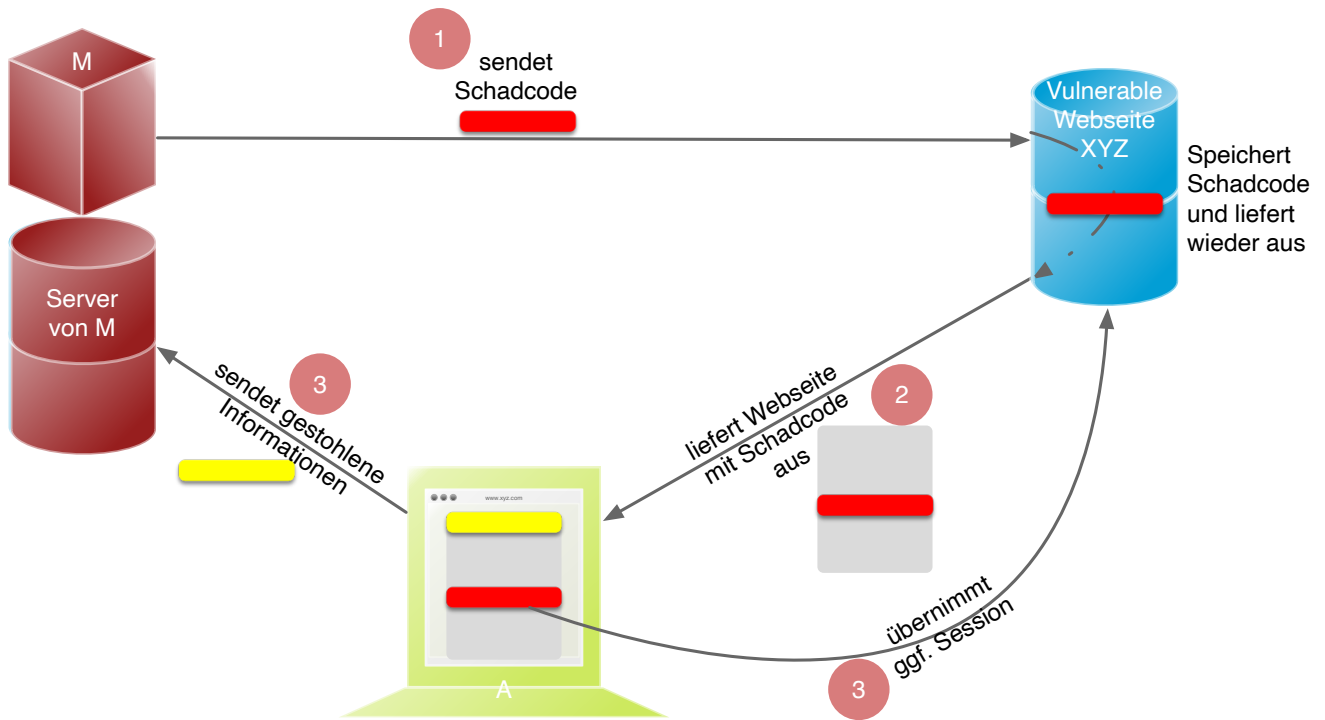 M
1
sendet
Schadcode
Vulnerable
Webseite
XYZ
Speichert
Schadcode
und liefert
wieder aus
Server
von M
3
sendet gestohlene
Informationen
2
liefert Webseite
mit Schadcode
aus
www.xyz.com
A
übernimmt
ggf. Session
3